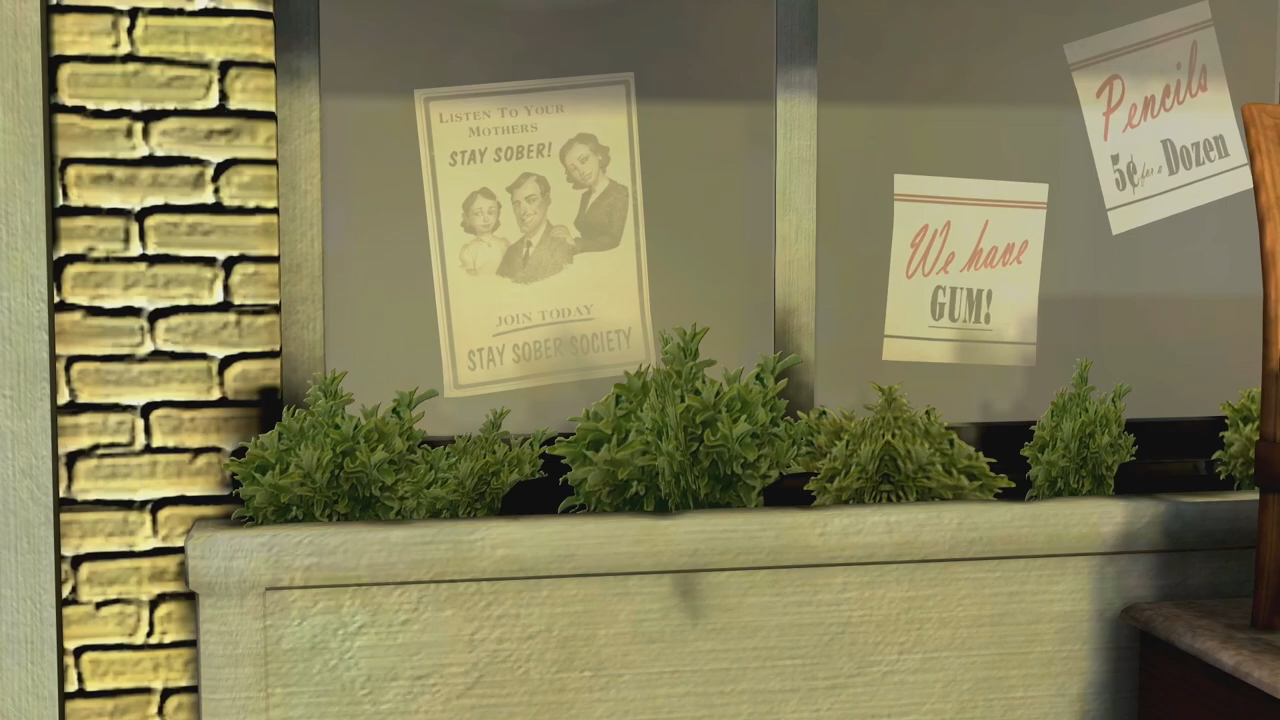 LISTEN TO YOUR
MOTHERS
STAY SOBER!
JOIN TODAY
STAY SOBER SOCIETY
We have
GUM!
Pencils
5¢ for a Dozen